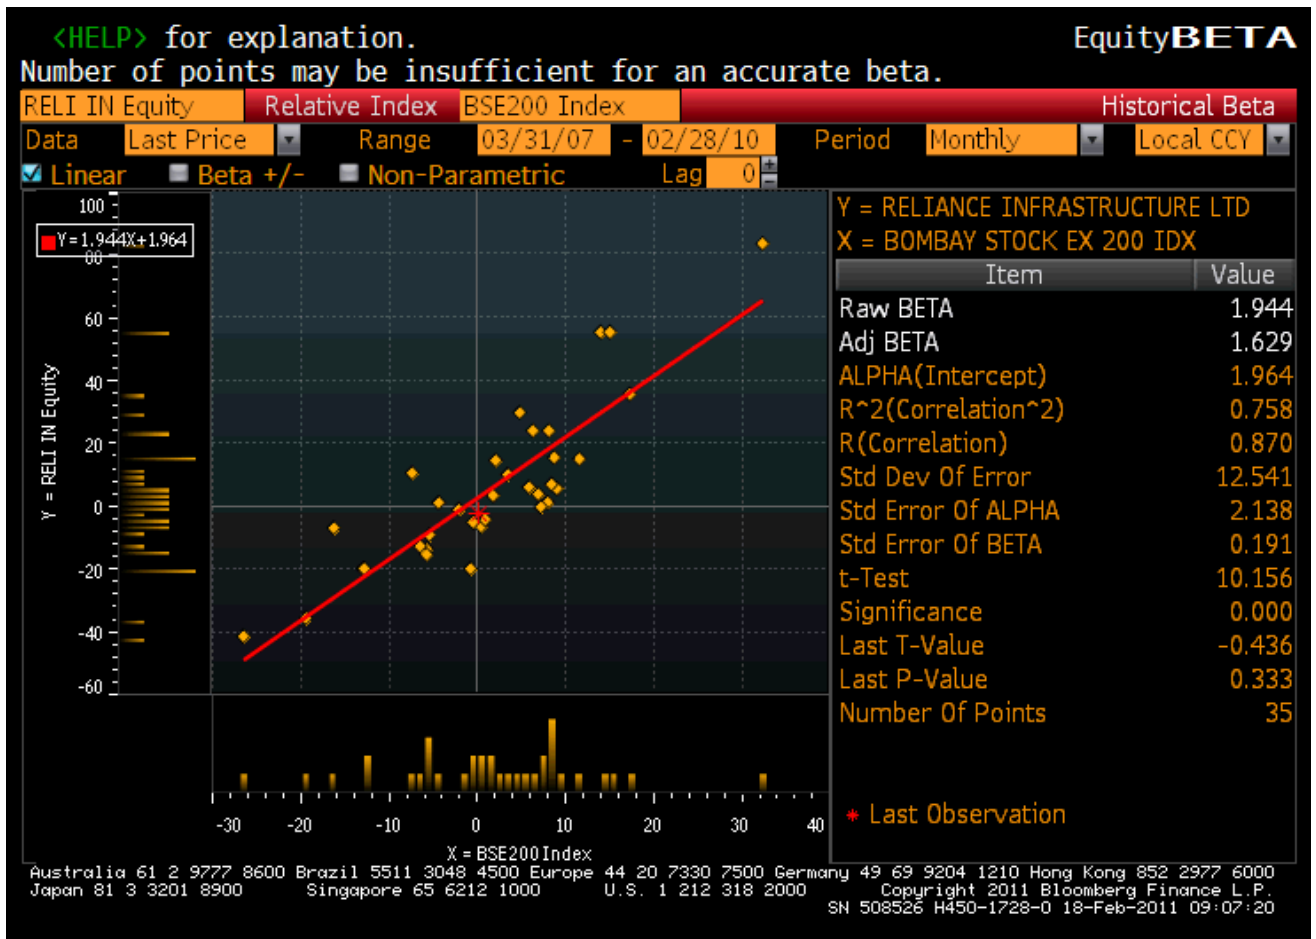 <HELP> for explanation. EquityBETA
Number of points may be insufficient for an accurate beta.
RELI IN Equity Relative Index BSE200 Index Historical Beta
Data Last Price Range 03/31/07 - 02/28/10 Period Monthly Local CCY
Linear Beta +/- Non-Parametric Lag 0
Y = RELIANCE INFRASTRUCTURE LTD
X = BOMBAY STOCK EX 200 IDX
Item Value
Raw BETA 1.944
Adj BETA 1.629
ALPHA(Intercept) 1.964
R^2(Correlation^2) 0.758
R(Correlation) 0.870
Std Dev Of Error 12.541
Std Error Of ALPHA 2.138
Std Error Of BETA 0.191
t-Test 10.156
Significance 0.000
Last T-Value -0.436
Last P-Value 0.333
Number Of Points 35
* Last Observation
100
Y=1.944X+1.964
80
60
40
20
0
-20
-40
-60
Y = RELI IN Equity
-30 -20 -10 0 10 20 30 40
X = BSE200 Index
Australia 61 2 9777 8600 Brazil 5511 3048 4500 Europe 44 20 7330 7500 Germany 49 69 9204 1210 Hong Kong 852 2977 6000
Japan 81 3 3201 8900 Singapore 65 6212 1000 U.S. 1 212 318 2000 Copyright 2011 Bloomberg Finance L.P.
SN 508526 H450-1728-0 18-Feb-2011 09:07:20